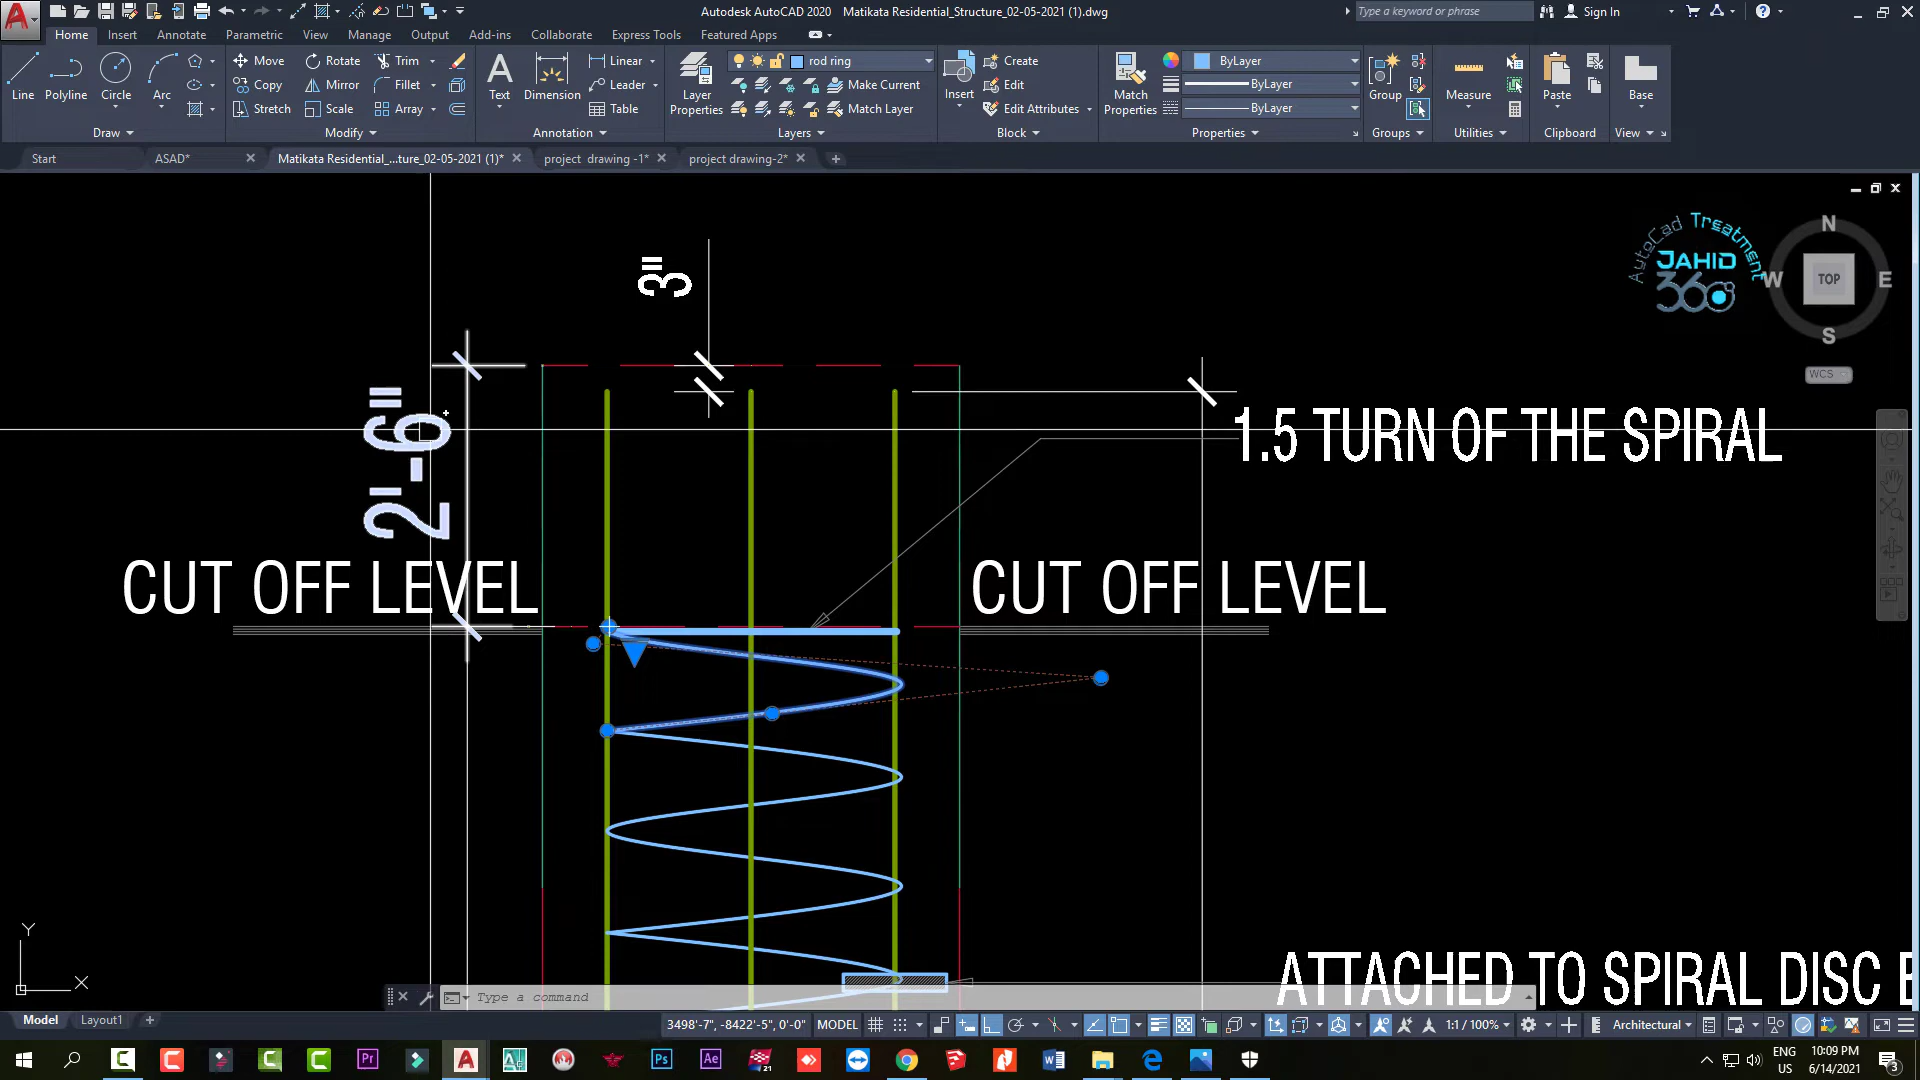 Autodesk AutoCAD 2020 Matikata Residential_Structure_02-05-2021 (1).dwg
Type a keyword or phrase
Sign In
Home Insert Annotate Parametric View Manage Output Add-ins Collaborate Express Tools Featured Apps
Line
Polyline
Circle
Arc
Move
Rotate
Trim
Copy
Mirror
Fillet
Stretch
Scale
Array
Text
Dimension
Linear
Leader
Table
Layer
Properties
rod ring
Make Current
Match Layer
Insert
Create
Edit
Edit Attributes
Match
Properties
ByLayer
ByLayer
ByLayer
Group
Measure
Paste
Base
Draw
Modify
Annotation
Layers
Block
Properties
Groups
Utilities
Clipboard
View
Start
ASAD*
Matikata Residential_...ture_02-05-2021 (1)*
project drawing -1*
project drawing-2*
AutoCad Treatment
JAHID
360
N
W
TOP
E
S
WCS
3"
2'-6"
1.5 TURN OF THE SPIRAL
CUT OFF LEVEL
CUT OFF LEVEL
ATTACHED TO SPIRAL DISC
Y
X
Type a command
Model
Layout1
3498'-7", -8422'-5", 0'-0"
MODEL
1:1 / 100%
Architectural
Pr
Ps
Ae
21
ENG
US
10:09 PM
6/14/2021
3